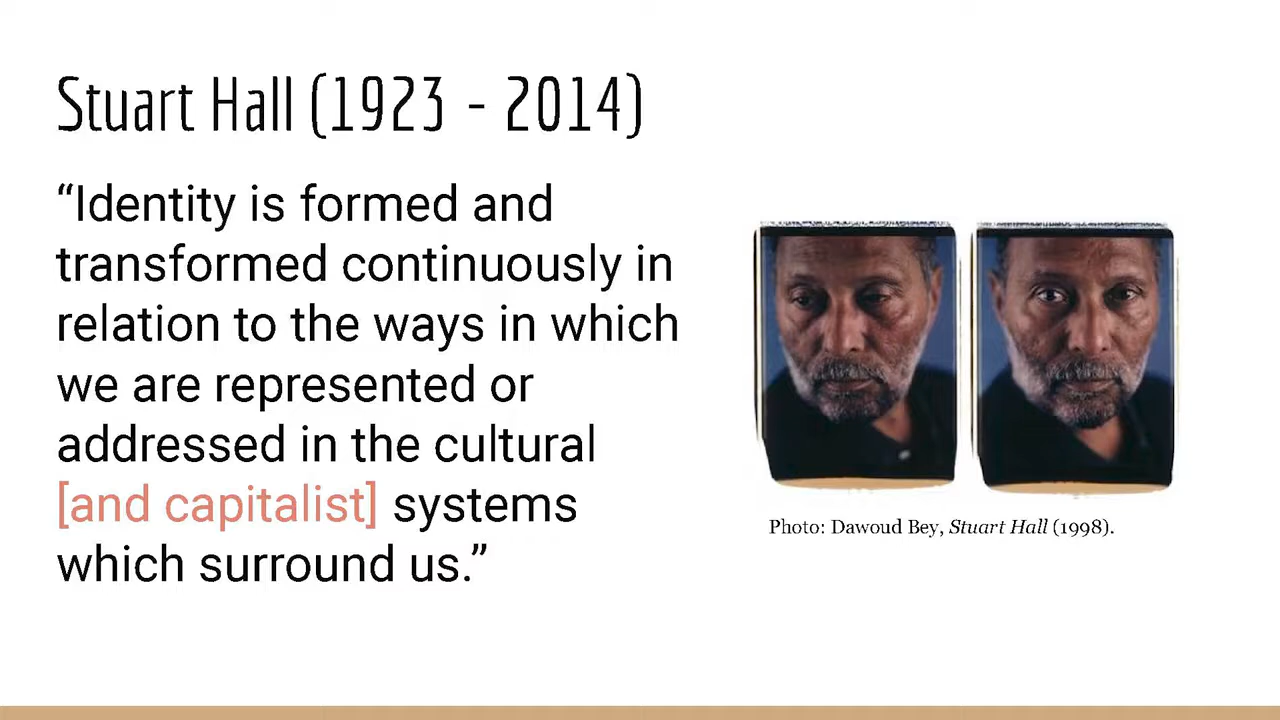 Stuart Hall (1923 - 2014)
“Identity is formed and
transformed continuously in
relation to the ways in which
we are represented or
addressed in the cultural
[and capitalist] systems
which surround us.”
Photo: Dawoud Bey, Stuart Hall (1998).